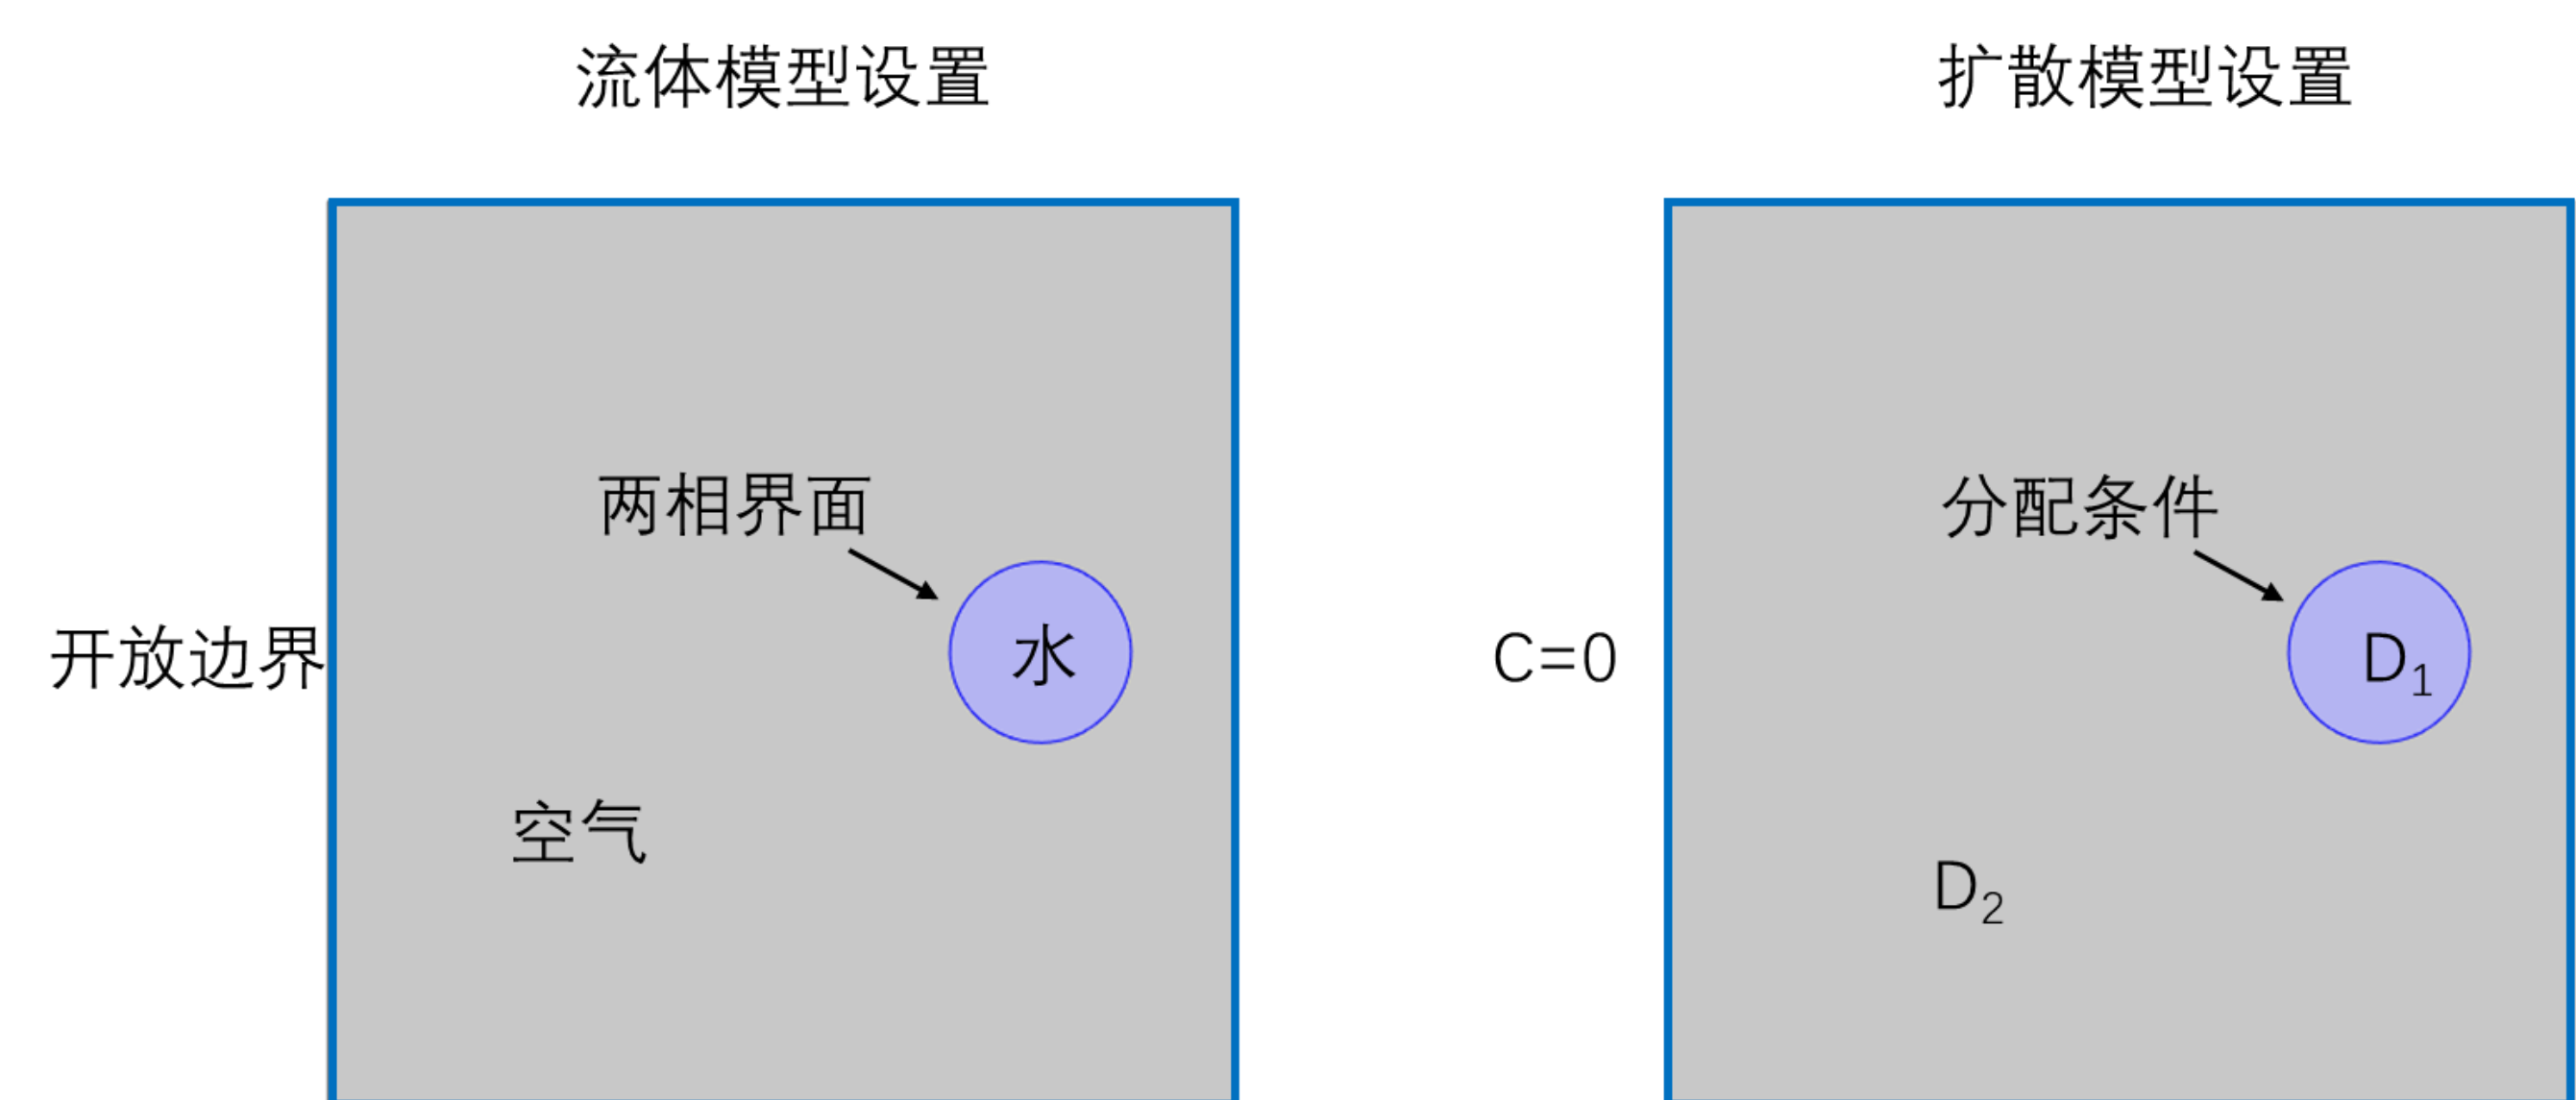 流体模型设置
扩散模型设置
两相界面
分配条件
开放边界
水
C=0
D₁
空气
D₂